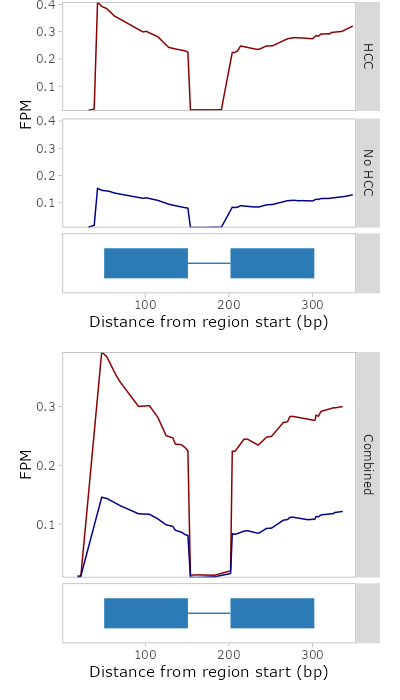 0.4
0.3
0.2
0.1
HCC
FPM
0.4
0.3
0.2
0.1
No HCC
100 200 300
Distance from region start (bp)
0.3
0.2
0.1
FPM
Combined
100 200 300
Distance from region start (bp)